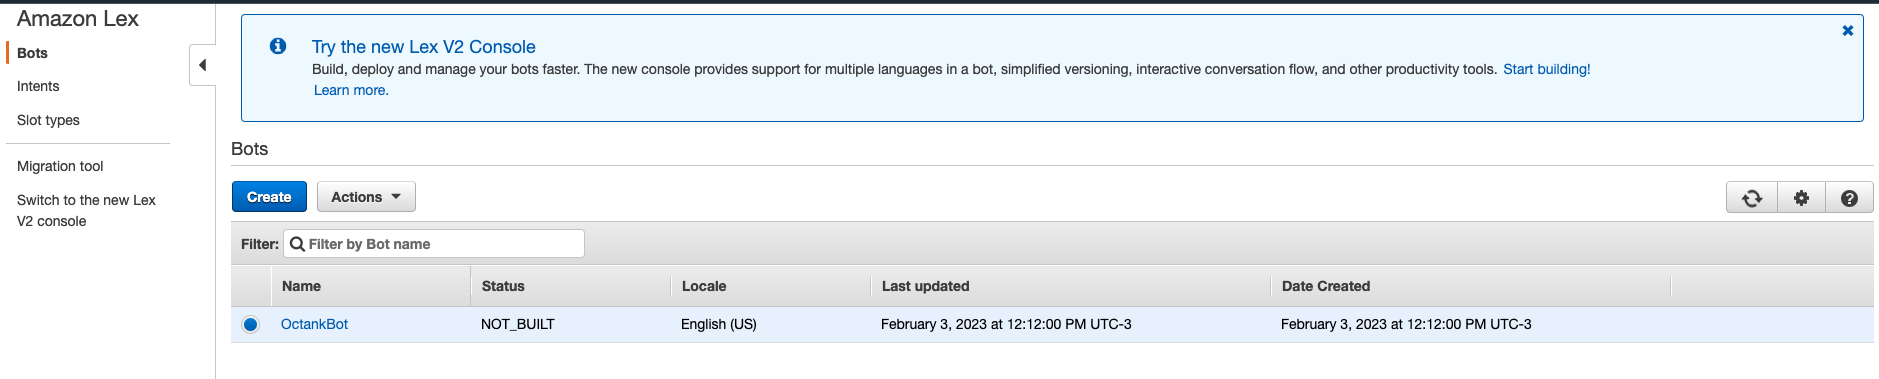 Amazon Lex
Bots
Intents
Slot types
Migration tool
Switch to the new Lex
V2 console
Try the new Lex V2 Console
Build, deploy and manage your bots faster. The new console provides support for multiple languages in a bot, simplified versioning, interactive conversation flow, and other productivity tools. Start building!
Learn more.
Bots
Create Actions
Filter: Filter by Bot name
Name Status Locale Last updated Date Created
OctankBot NOT_BUILT English (US) February 3, 2023 at 12:12:00 PM UTC-3 February 3, 2023 at 12:12:00 PM UTC-3